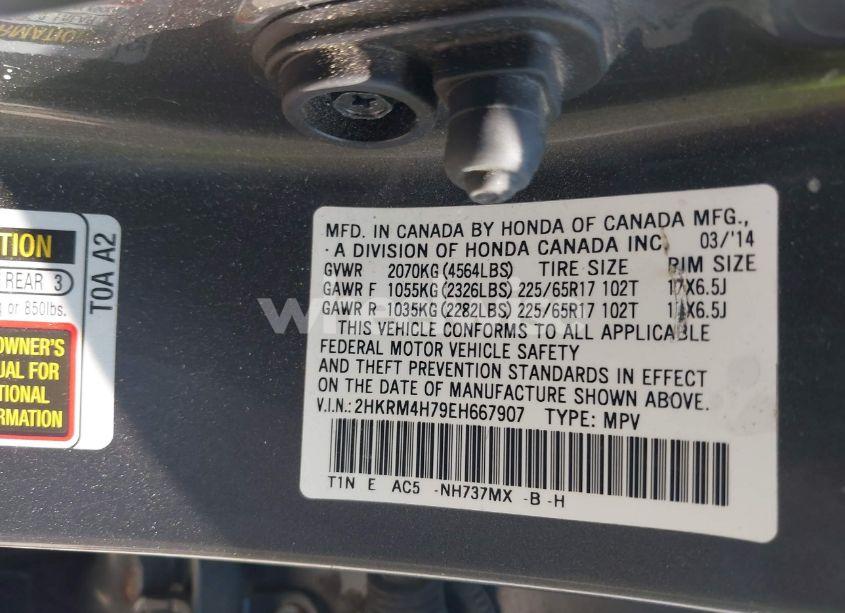 MFD. IN CANADA BY HONDA OF CANADA MFG.,
A DIVISION OF HONDA CANADA INC. 03/'14
GVWR 2070KG(4564LBS) TIRE SIZE RIM SIZE
GAWR F 1055KG(2326LBS) 225/65R17 102T 17X6.5J
GAWR R 1035KG(2282LBS) 225/65R17 102T 17X6.5J
THIS VEHICLE CONFORMS TO ALL APPLICABLE
FEDERAL MOTOR VEHICLE SAFETY
AND THEFT PREVENTION STANDARDS IN EFFECT
ON THE DATE OF MANUFACTURE SHOWN ABOVE.
V.I.N.: 2HKRM4H79EH667907 TYPE: MPV
T1N E AC5 -NH737MX -B -H
TION
REAR 3
or 850lbs.
OWNER'S
UAL FOR
TIONAL
RMATION
T0A A2